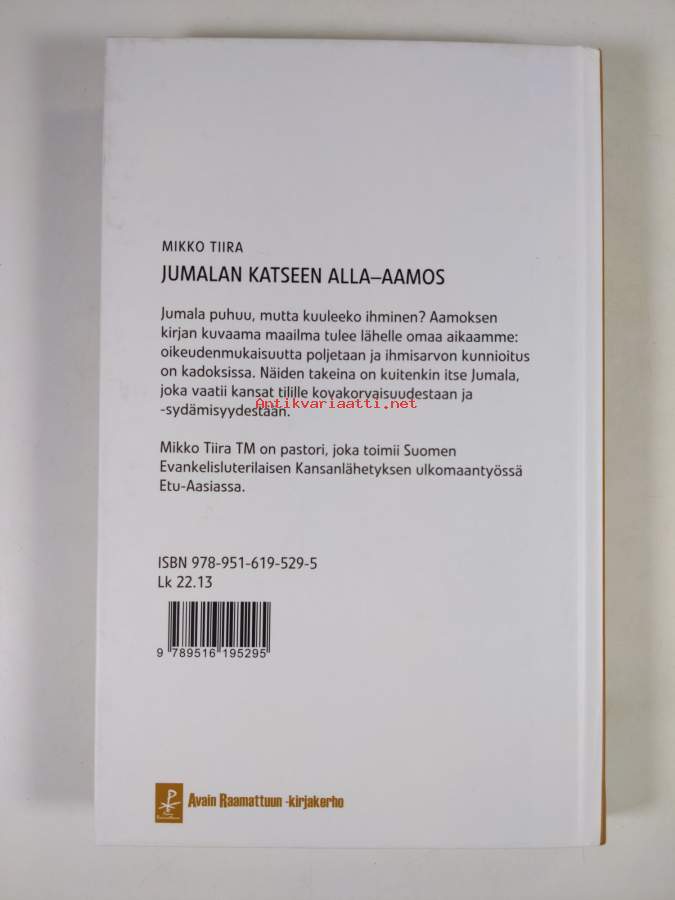 MIKKO TIIRA
JUMALAN KATSEEN ALLA–AAMOS
Jumala puhuu, mutta kuuleeko ihminen? Aamoksen
kirjan kuvaama maailma tulee lähelle omaa aikaamme:
oikeudenmukaisuutta poljetaan ja ihmisarvon kunnioitus
on kadoksissa. Näiden takeina on kuitenkin itse Jumala,
joka vaatii kansat tilille kovakorvaisuudestaan ja
Antikvariaatti.net
-sydämisyydestään.
Mikko Tiira TM on pastori, joka toimii Suomen
Evankelisluterilaisen Kansanlähetyksen ulkomaantyössä
Etu-Aasiassa.
ISBN 978-951-619-529-5
Lk 22.13
9 789516 195295
Avain Raamattuun -kirjakerho